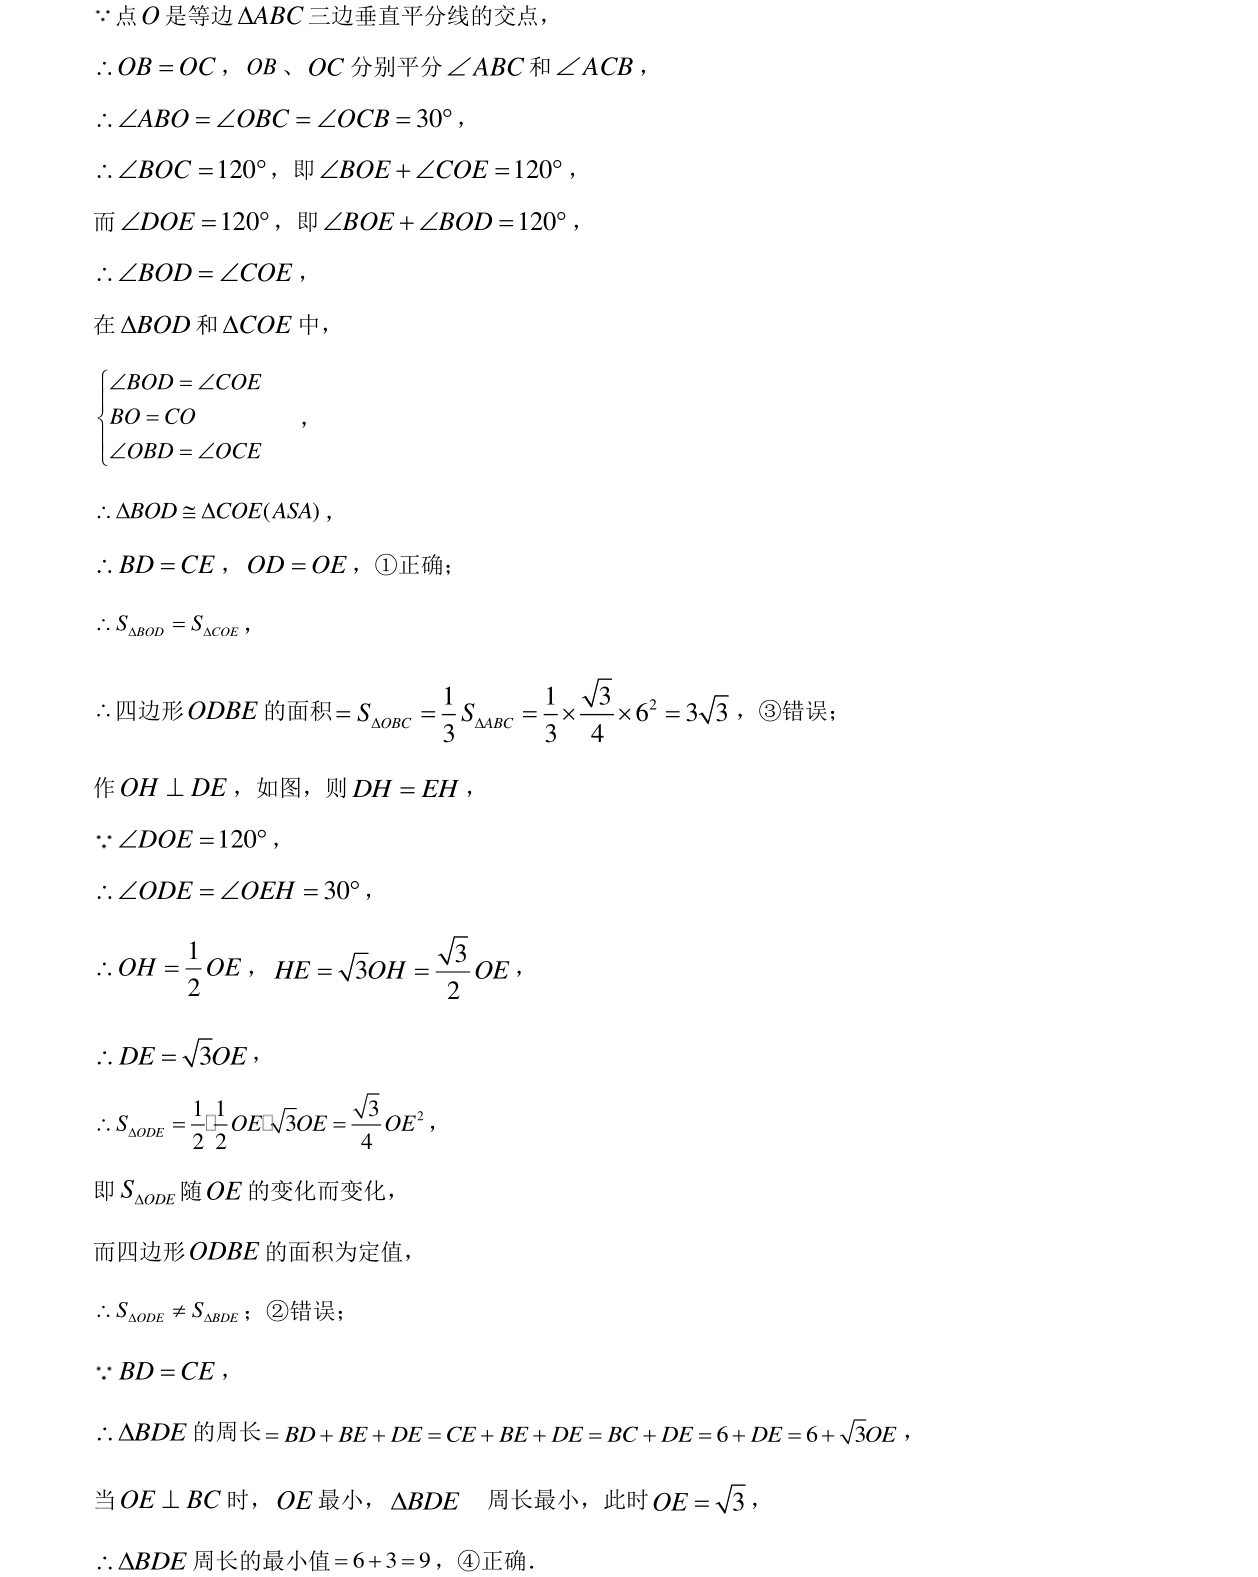 ∵点O是等边ΔABC三边垂直平分线的交点，
∴OB=OC，OB、OC分别平分∠ABC和∠ACB，
∴∠ABO=∠OBC=∠OCB=30°，
∴∠BOC=120°，即∠BOE+∠COE=120°，
而∠DOE=120°，即∠BOE+∠BOD=120°，
∴∠BOD=∠COE，
在ΔBOD和ΔCOE中，
{∠BOD=∠COE
BO=CO ，
∠OBD=∠OCE
∴ΔBOD≅ΔCOE(ASA)，
∴BD=CE，OD=OE，①正确；
∴S_{ΔBOD}=S_{ΔCOE}，
∴四边形ODBE的面积=S_{ΔOBC}=\frac{1}{3}S_{ΔABC}=\frac{1}{3}×\frac{√3}{4}×6²=3√3，③错误；
作OH⊥DE，如图，则DH=EH，
∵∠DOE=120°，
∴∠ODE=∠OEH=30°，
∴OH=\frac{1}{2}OE，HE=√3OH=\frac{√3}{2}OE，
∴DE=√3OE，
∴S_{ΔODE}=\frac{1}{2}□\frac{1}{2}OE□√3OE=\frac{√3}{4}OE²，
即S_{ΔODE}随OE的变化而变化，
而四边形ODBE的面积为定值，
∴S_{ΔODE}≠S_{ΔBDE}；②错误；
∵BD=CE，
∴ΔBDE的周长=BD+BE+DE=CE+BE+DE=BC+DE=6+DE=6+√3OE，
当OE⊥BC时，OE最小，ΔBDE 周长最小，此时OE=√3，
∴ΔBDE周长的最小值=6+3=9，④正确．